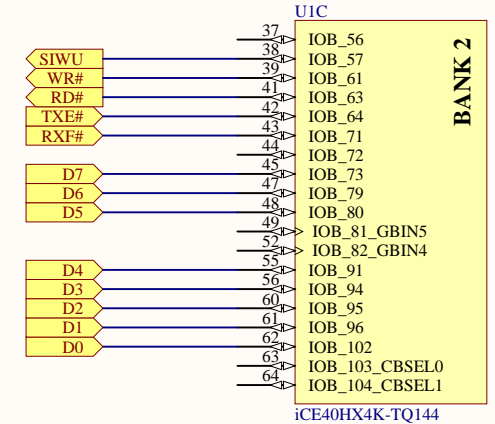 U1C
37 IOB_56
SIWU 38 IOB_57
WR# 39 IOB_61
RD# 41 IOB_63
TXE# 42 IOB_64
RXF# 43 IOB_71
44 IOB_72
D7 45 IOB_73
D6 47 IOB_79
D5 48 IOB_80
49 IOB_81_GBIN5
52 IOB_82_GBIN4
D4 55 IOB_91
D3 56 IOB_94
D2 60 IOB_95
D1 61 IOB_96
D0 62 IOB_102
63 IOB_103_CBSEL0
64 IOB_104_CBSEL1
BANK 2
iCE40HX4K-TQ144